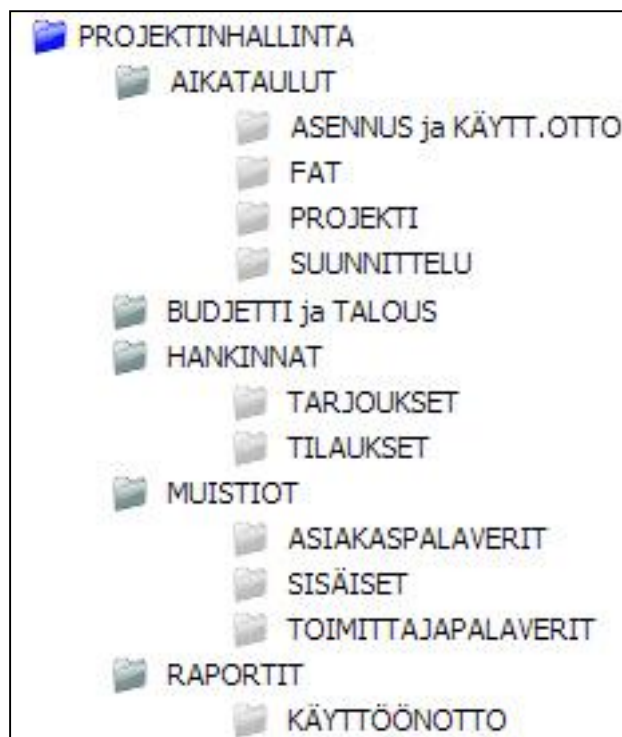 PROJEKTINHALLINTA
AIKATAULUT
ASENNUS ja KÄYTT.OTTO
FAT
PROJEKTI
SUUNNITTELU
BUDJETTI ja TALOUS
HANKINNAT
TARJOUKSET
TILAUKSET
MUISTIOT
ASIAKASPALAVERIT
SISÄISET
TOIMITTAJAPALAVERIT
RAPORTIT
KÄYTTÖÖNOTTO